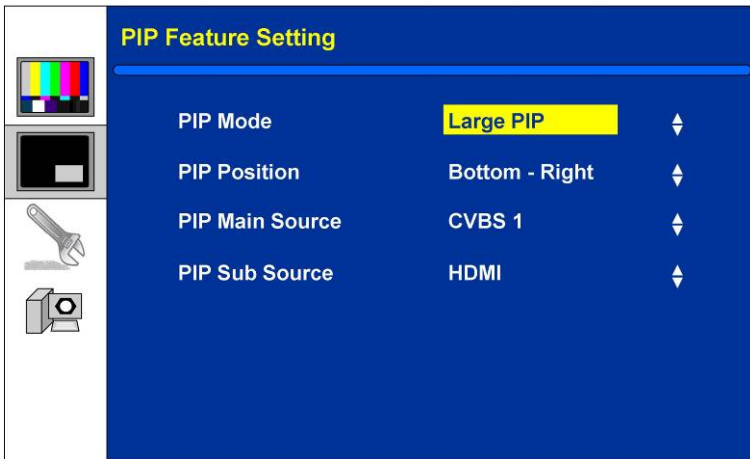 PIP Feature Setting
PIP Mode Large PIP
PIP Position Bottom - Right
PIP Main Source CVBS 1
PIP Sub Source HDMI